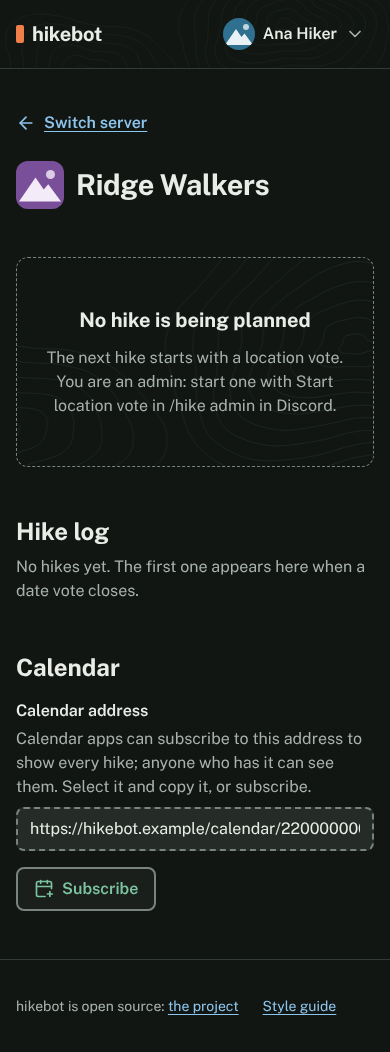 hikebot
Ana Hiker
Switch server
Ridge Walkers
No hike is being planned
The next hike starts with a location vote.
You are an admin: start one with Start
location vote in /hike admin in Discord.
Hike log
No hikes yet. The first one appears here when a
date vote closes.
Calendar
Calendar address
Calendar apps can subscribe to this address to
show every hike; anyone who has it can see
them. Select it and copy it, or subscribe.
https://hikebot.example/calendar/22000000
Subscribe
hikebot is open source: the project
Style guide